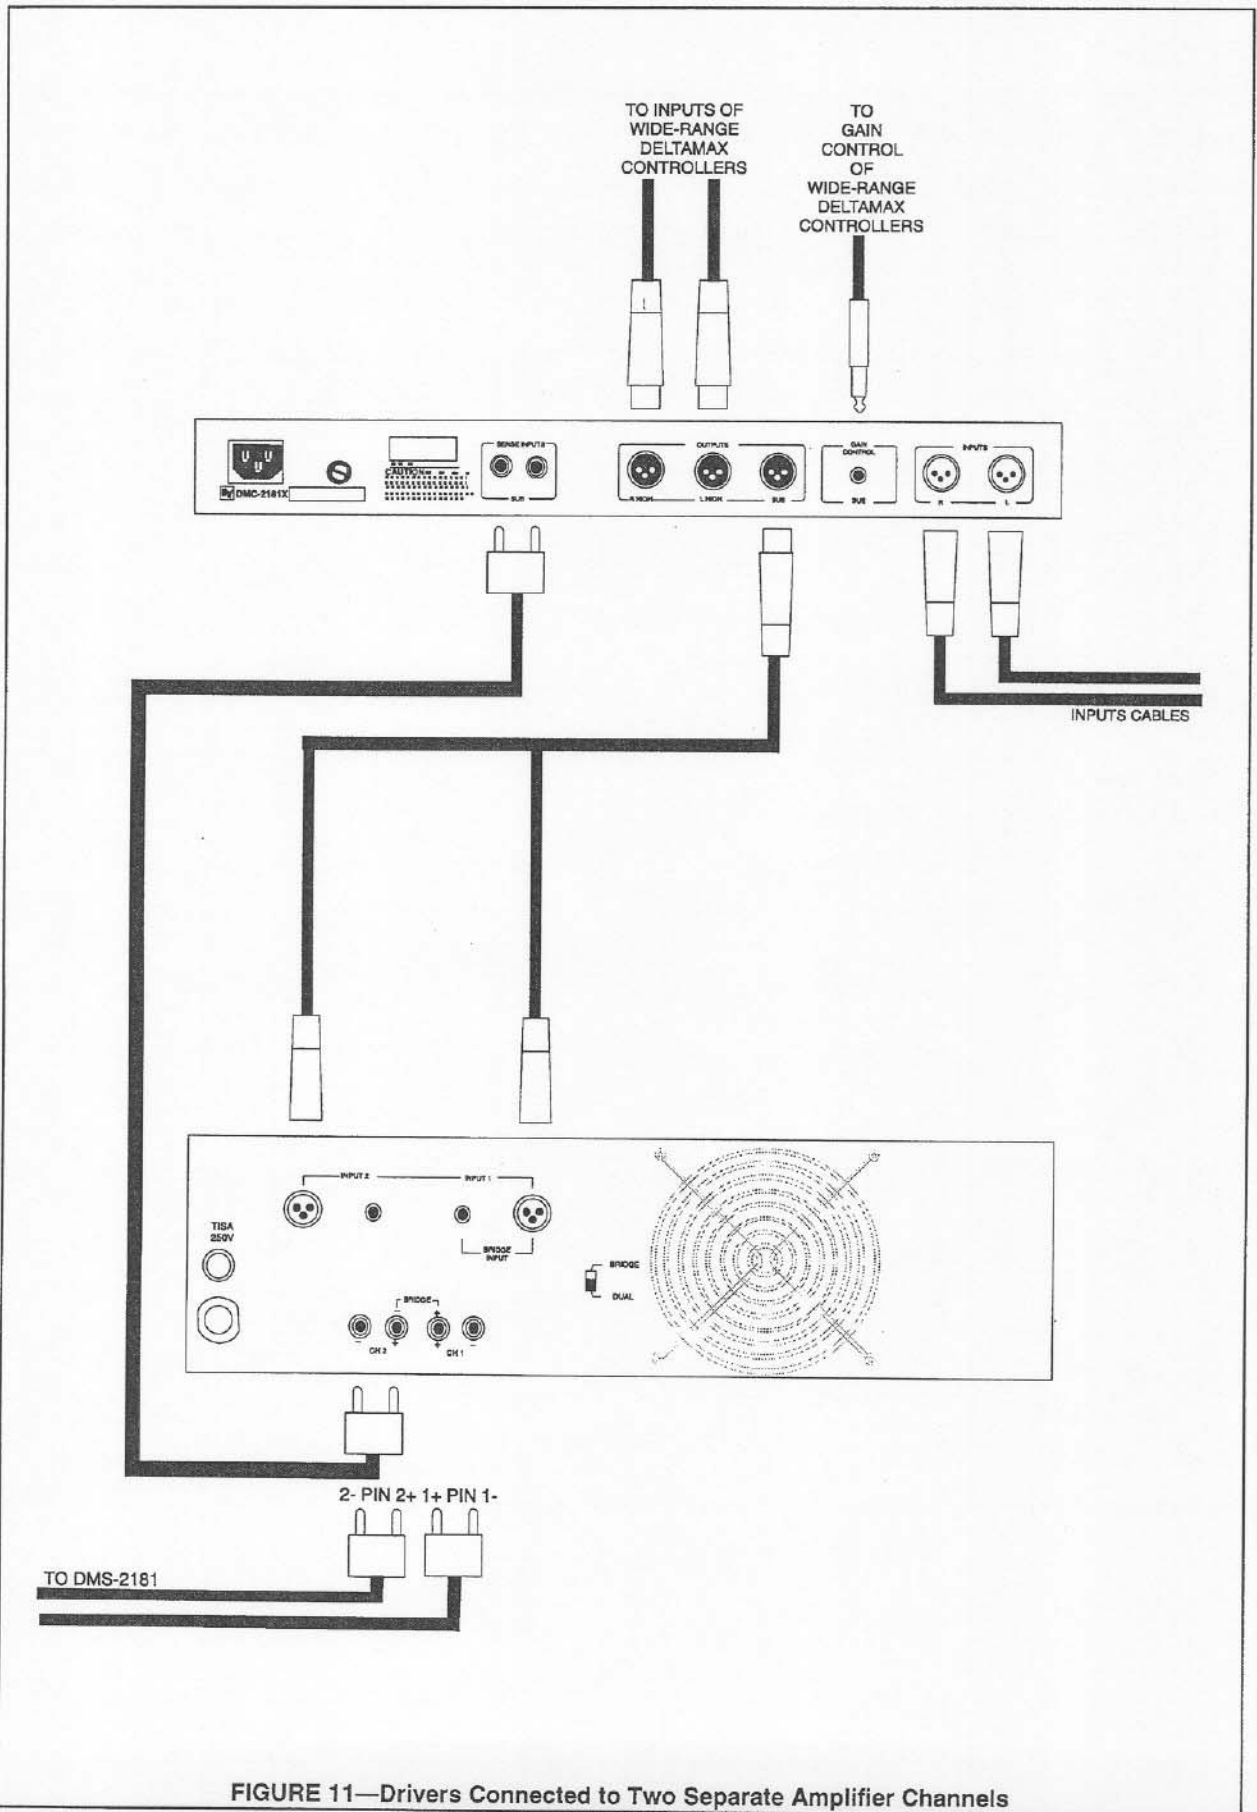 TO INPUTS OF
WIDE-RANGE
DELTAMAX
CONTROLLERS
TO
GAIN
CONTROL
OF
WIDE-RANGE
DELTAMAX
CONTROLLERS
EV DMC-2181X
CAUTION
SENSE INPUTS
SUB
OUTPUTS
R HIGH
L HIGH
SUB
GAIN
CONTROL
SUB
INPUTS
R
L
INPUTS CABLES
INPUT 2
INPUT 1
BRIDGE
INPUT
TISA
250V
BRIDGE
DUAL
BRIDGE
- +
- + + -
CH 2
CH 1
2- PIN 2+ 1+ PIN 1-
TO DMS-2181
FIGURE 11—Drivers Connected to Two Separate Amplifier Channels